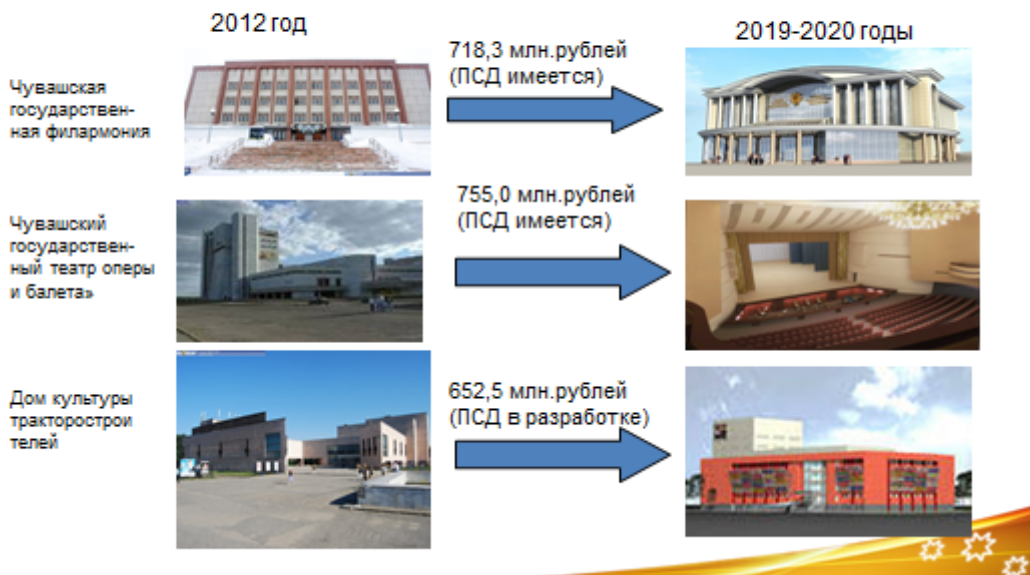 2012 год
2019-2020 годы
Чувашская
государствен-
ная филармония
718,3 млн.рублей
(ПСД имеется)
Чувашский
государствен-
ный театр оперы
и балета»
755,0 млн.рублей
(ПСД имеется)
Дом культуры
тракторострои
телей
652,5 млн.рублей
(ПСД в разработке)